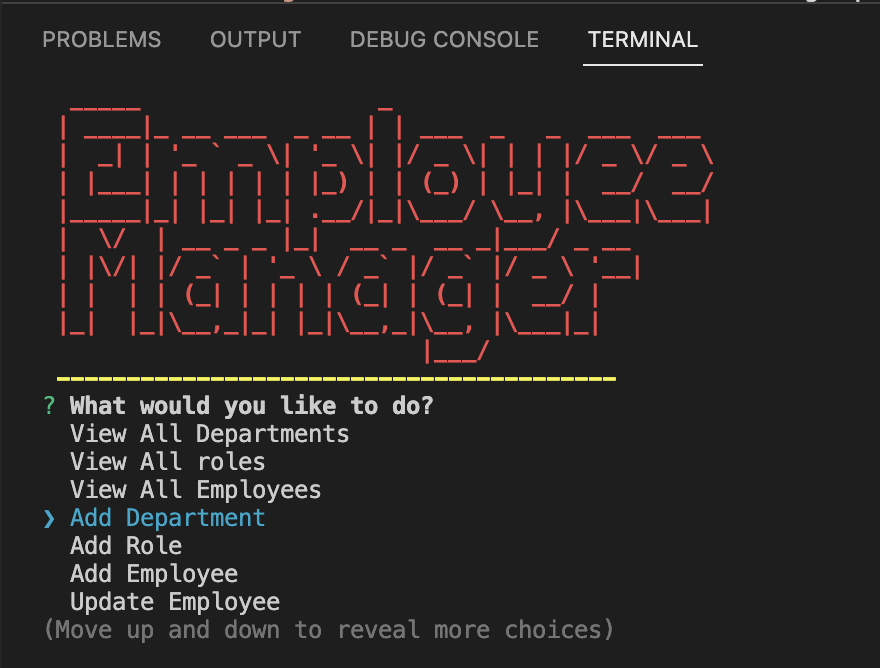 PROBLEMS OUTPUT DEBUG CONSOLE TERMINAL
Employee
Manager
? What would you like to do?
View All Departments
View All roles
View All Employees
❯ Add Department
Add Role
Add Employee
Update Employee
(Move up and down to reveal more choices)